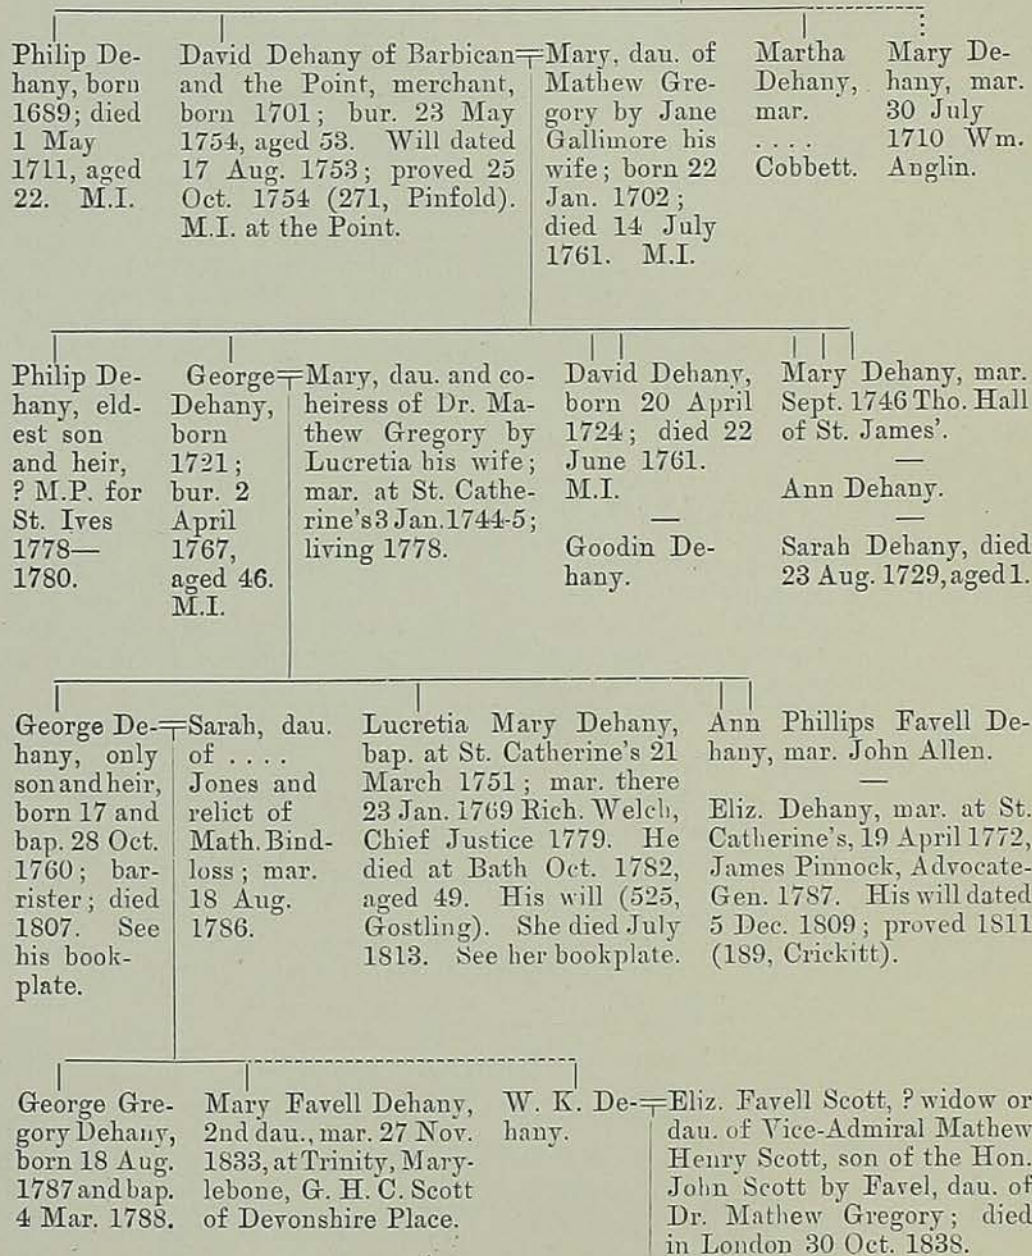 Philip De-
hany, born
1689; died
1 May
1711, aged
22. M.I.
David Dehany of Barbican
and the Point, merchant,
born 1701; bur. 23 May
1754, aged 53. Will dated
17 Aug. 1753; proved 25
Oct. 1754 (271, Pinfold).
M.I. at the Point.
Mary, dau. of
Mathew Gre-
gory by Jane
Gallimore his
wife; born 22
Jan. 1702;
died 14 July
1761. M.I.
Martha
Dehany,
mar.
. . . .
Cobbett.
Mary De-
hany, mar.
30 July
1710 Wm.
Anglin.
Philip De-
hany, eld-
est son
and heir,
? M.P. for
St. Ives
1778—
1780.
George
Dehany,
born
1721;
bur. 2
April
1767,
aged 46.
M.I.
Mary, dau. and co-
heiress of Dr. Ma-
thew Gregory by
Lucretia his wife;
mar. at St. Cathe-
rine's 3 Jan. 1744-5;
living 1778.
David Dehany,
born 20 April
1724; died 22
June 1761.
M.I.
—
Goodin De-
hany.
Mary Dehany, mar.
Sept. 1746 Tho. Hall
of St. James'.
—
Ann Dehany.
—
Sarah Dehany, died
23 Aug. 1729, aged 1.
George De-
hany, only
son and heir,
born 17 and
bap. 28 Oct.
1760; bar-
rister; died
1807. See
his book-
plate.
Sarah, dau.
of . . . .
Jones and
relict of
Math. Bind-
loss; mar.
18 Aug.
1786.
Lucretia Mary Dehany,
bap. at St. Catherine's 21
March 1751; mar. there
23 Jan. 1769 Rich. Welch,
Chief Justice 1779. He
died at Bath Oct. 1782,
aged 49. His will (525,
Gostling). She died July
1813. See her bookplate.
Ann Phillips Favell De-
hany, mar. John Allen.
—
Eliz. Dehany, mar. at St.
Catherine's, 19 April 1772,
James Pinnock, Advocate-
Gen. 1787. His will dated
5 Dec. 1809; proved 1811
(189, Crickitt).
George Gre-
gory Dehany,
born 18 Aug.
1787 and bap.
4 Mar. 1788.
Mary Favell Dehany,
2nd dau., mar. 27 Nov.
1833, at Trinity, Mary-
lebone, G. H. C. Scott
of Devonshire Place.
W. K. De-
hany.
Eliz. Favell Scott, ? widow or
dau. of Vice-Admiral Mathew
Henry Scott, son of the Hon.
John Scott by Favel, dau. of
Dr. Mathew Gregory; died
in London 30 Oct. 1838.